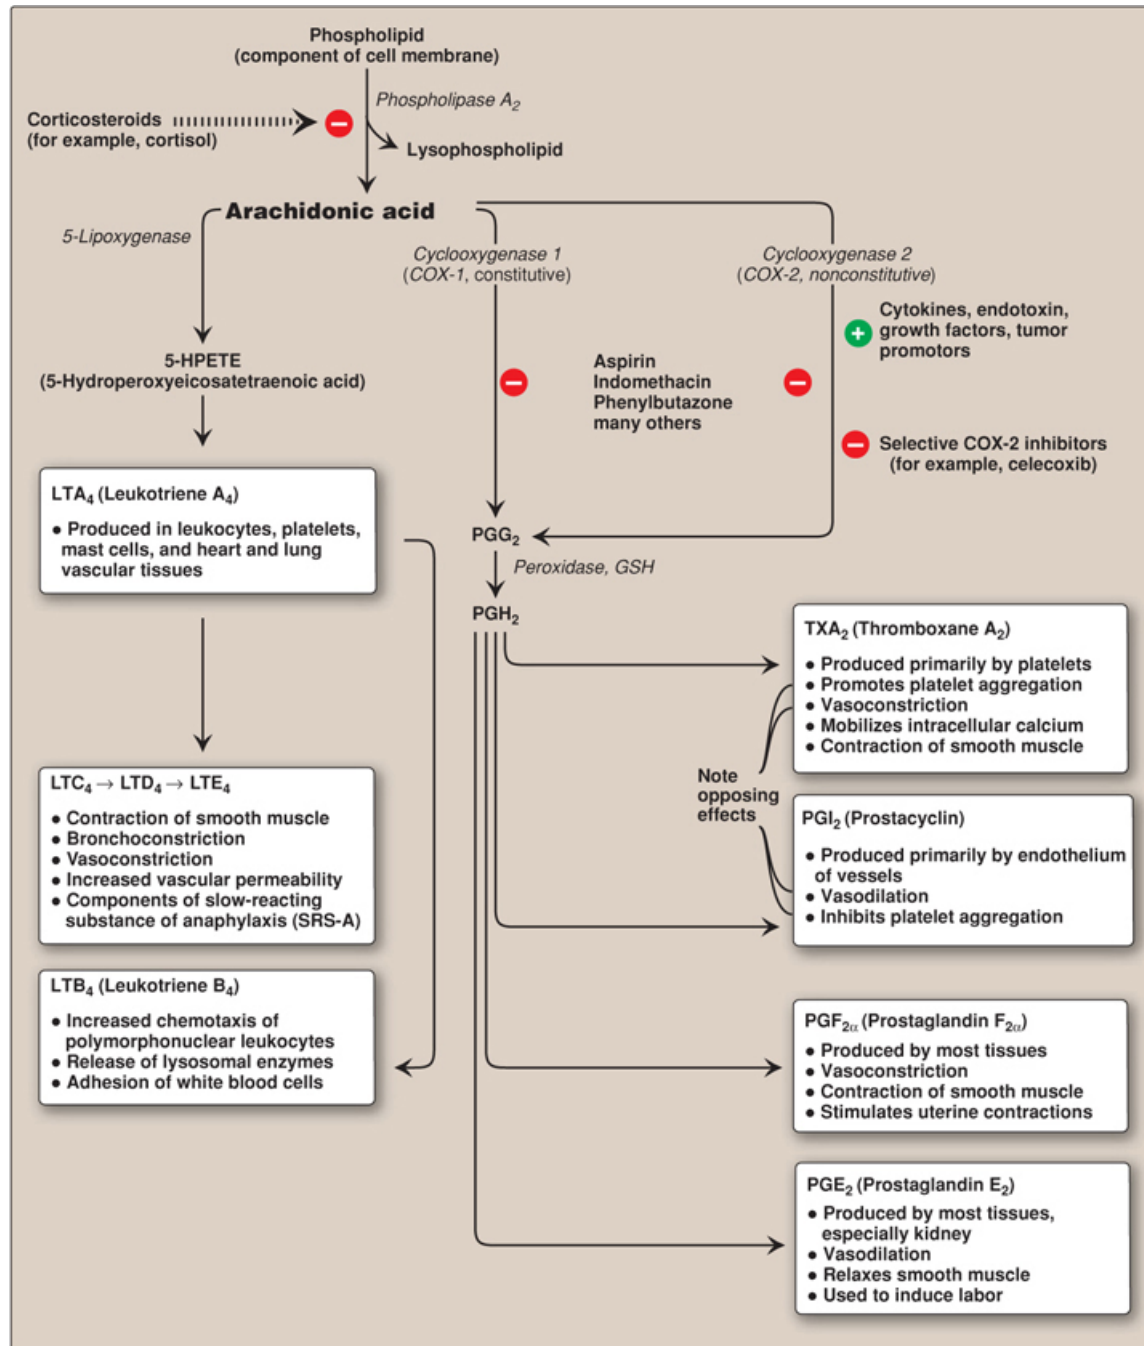 Phospholipid
(component of cell membrane)
Phospholipase A₂
Corticosteroids
(for example, cortisol)
Lysophospholipid
Arachidonic acid
5-Lipoxygenase
Cyclooxygenase 1
(COX-1, constitutive)
Cyclooxygenase 2
(COX-2, nonconstitutive)
+
Cytokines, endotoxin,
growth factors, tumor
promotors
5-HPETE
(5-Hydroperoxyeicosatetraenoic acid)
Aspirin
Indomethacin
Phenylbutazone
many others
Selective COX-2 inhibitors
(for example, celecoxib)
LTA₄ (Leukotriene A₄)
● Produced in leukocytes, platelets,
mast cells, and heart and lung
vascular tissues
PGG₂
Peroxidase, GSH
PGH₂
TXA₂ (Thromboxane A₂)
● Produced primarily by platelets
● Promotes platelet aggregation
● Vasoconstriction
● Mobilizes intracellular calcium
● Contraction of smooth muscle
Note
opposing
effects
LTC₄ → LTD₄ → LTE₄
● Contraction of smooth muscle
● Bronchoconstriction
● Vasoconstriction
● Increased vascular permeability
● Components of slow-reacting
substance of anaphylaxis (SRS-A)
PGI₂ (Prostacyclin)
● Produced primarily by endothelium
of vessels
● Vasodilation
● Inhibits platelet aggregation
LTB₄ (Leukotriene B₄)
● Increased chemotaxis of
polymorphonuclear leukocytes
● Release of lysosomal enzymes
● Adhesion of white blood cells
PGF₂α (Prostaglandin F₂α)
● Produced by most tissues
● Vasoconstriction
● Contraction of smooth muscle
● Stimulates uterine contractions
PGE₂ (Prostaglandin E₂)
● Produced by most tissues,
especially kidney
● Vasodilation
● Relaxes smooth muscle
● Used to induce labor